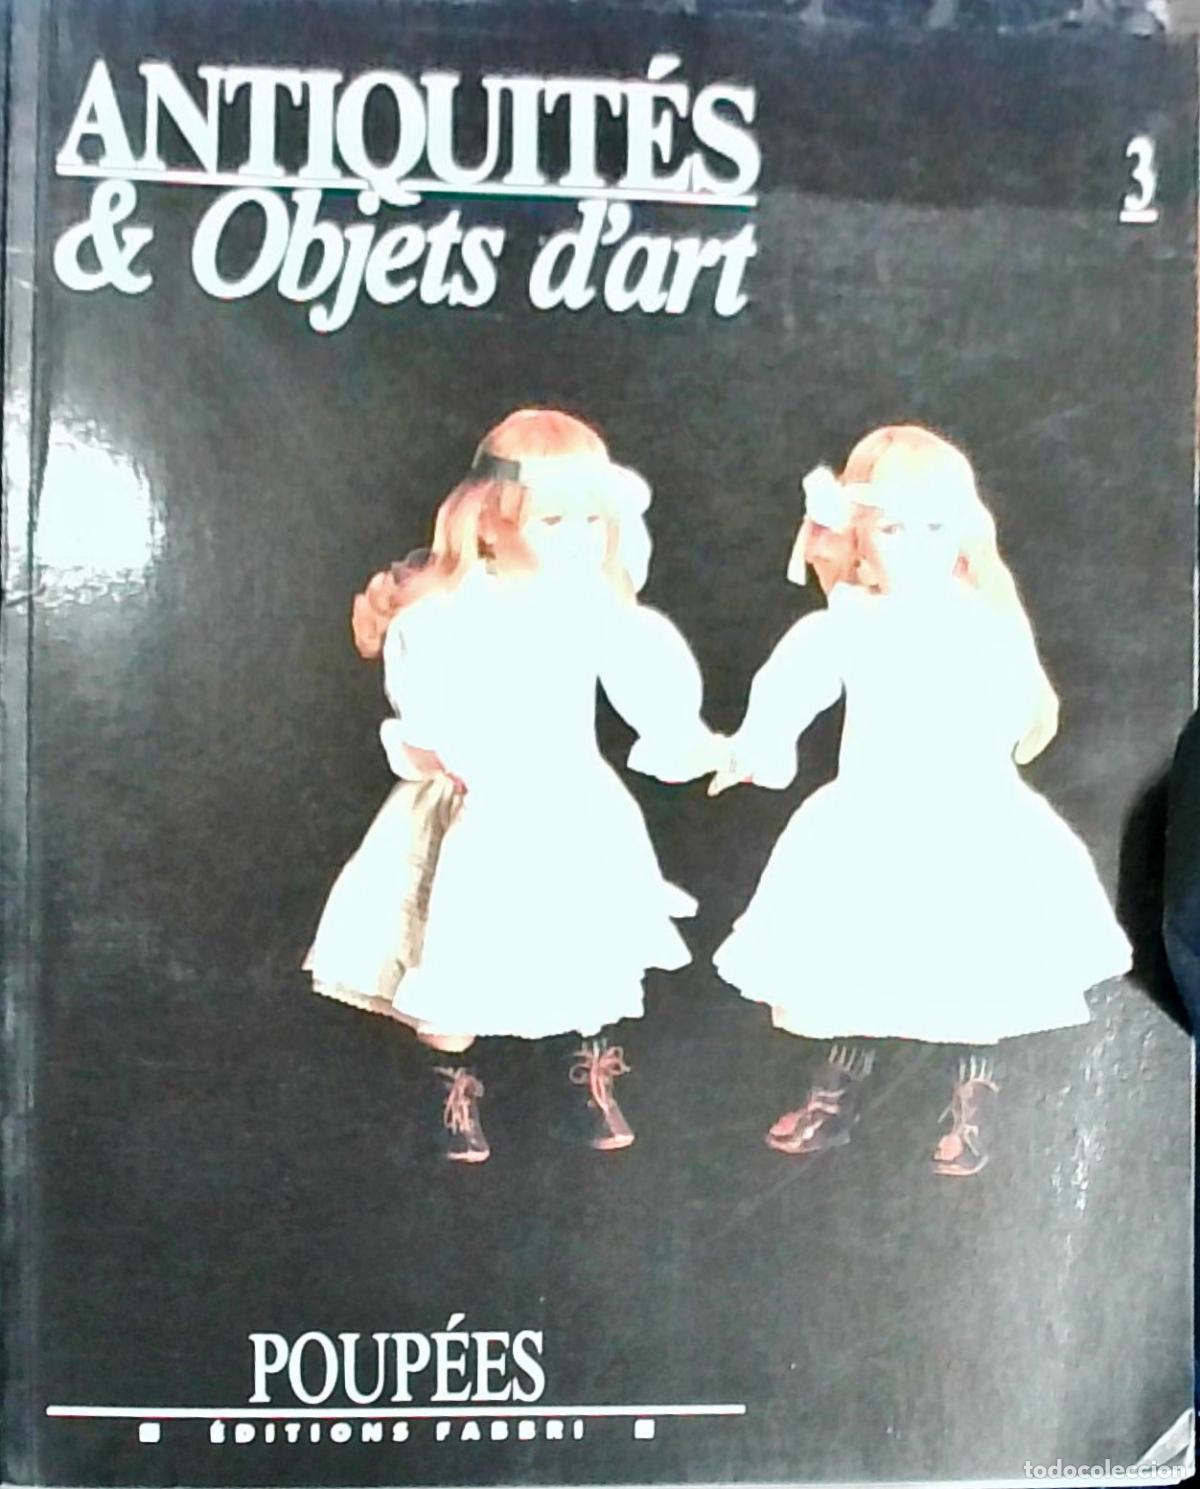 ANTIQUITÉS
& Objets d'art
3
POUPÉES
ÉDITIONS FABBRI
todocoleccion